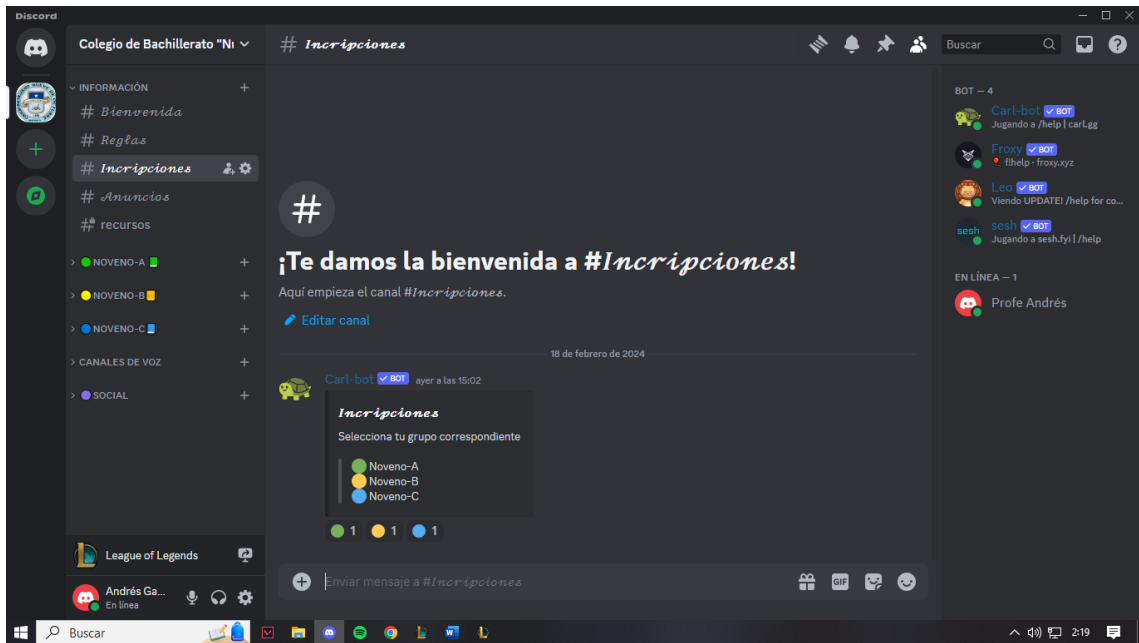 Discord
Colegio de Bachillerato "Nu
# Incripciones
Buscar
INFORMACIÓN
# Bienvenida
# Reglas
# Incripciones
# Anuncios
# recursos
NOVENO-A
NOVENO-B
NOVENO-C
CANALES DE VOZ
SOCIAL
League of Legends
Andrés Ga...
En línea
#
¡Te damos la bienvenida a #Incripciones!
Aquí empieza el canal #Incripciones.
Editar canal
18 de febrero de 2024
Carl-bot BOT ayer a las 15:02
Incripciones
Selecciona tu grupo correspondiente
Noveno-A
Noveno-B
Noveno-C
1 1 1
Enviar mensaje a #Incripciones
GIF
BOT — 4
Carl-bot BOT
Jugando a /help | carl.gg
Froxy BOT
f!help - froxy.xyz
Leo BOT
Viendo UPDATE! /help for co...
sesh
sesh BOT
Jugando a sesh.fyi | /help
EN LÍNEA — 1
Profe Andrés
Buscar
2:19